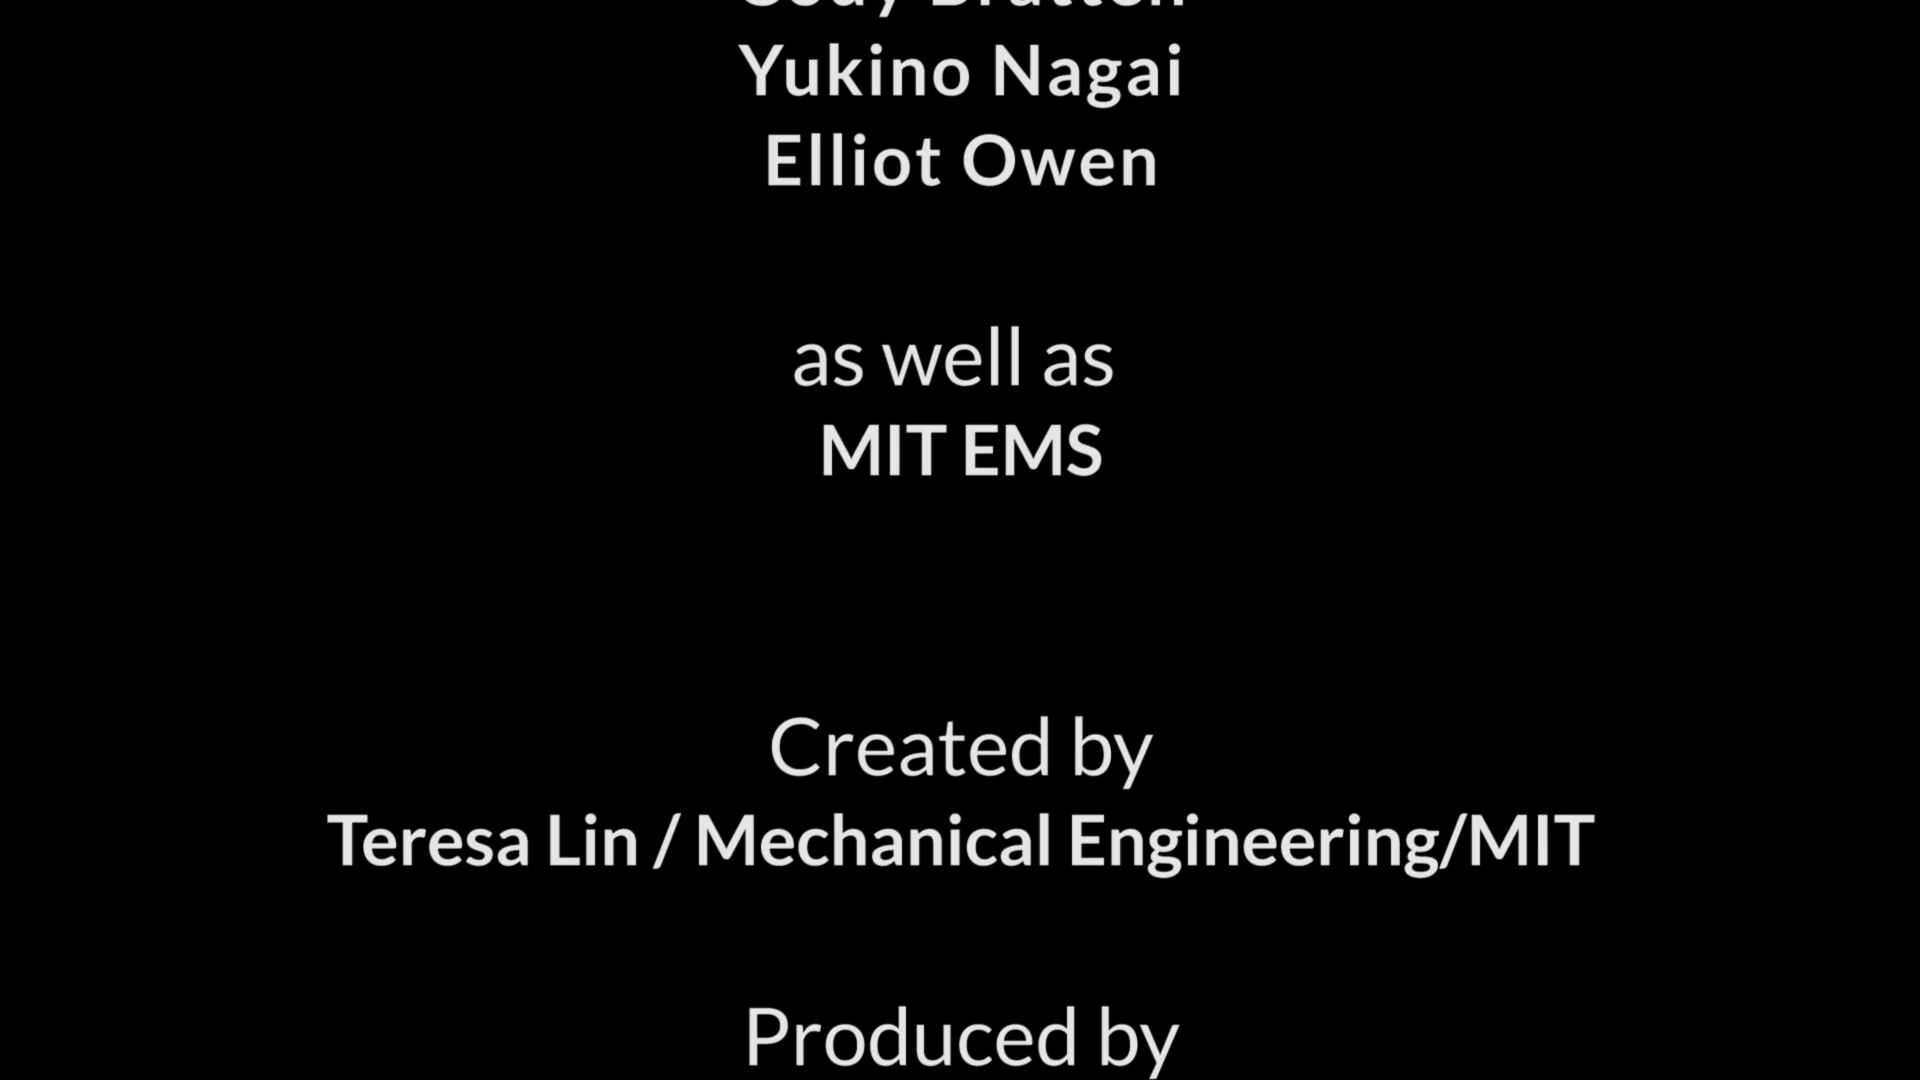 Yukino Nagai
Elliot Owen
as well as
MIT EMS
Created by
Teresa Lin / Mechanical Engineering/MIT
Produced by